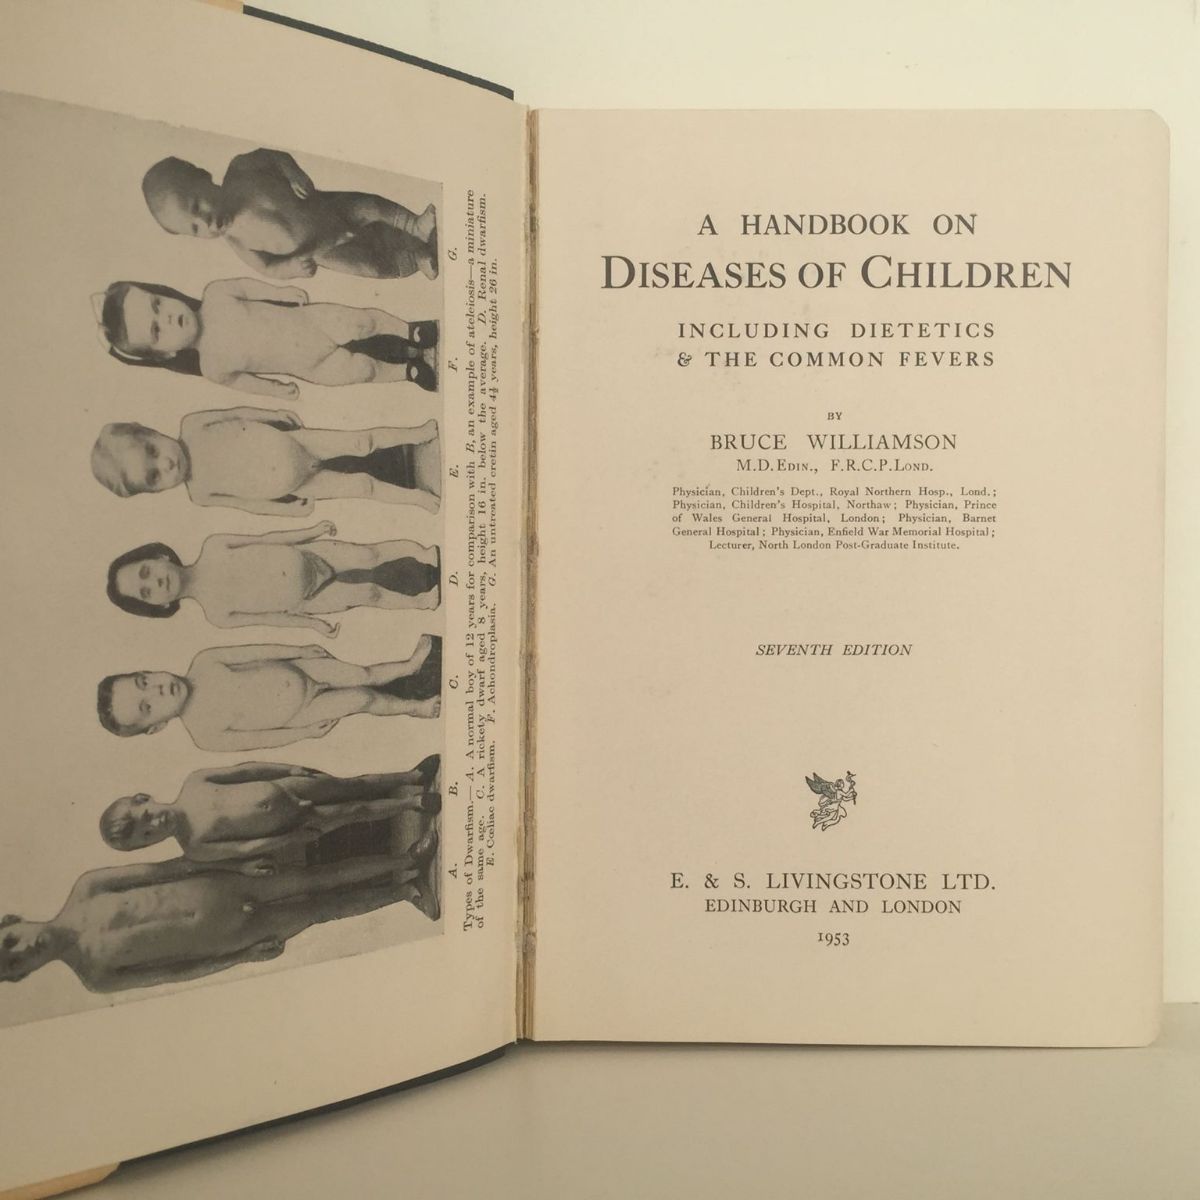 A. B. C. D. E. F. G.
Types of Dwarfism.—A. A normal boy of 12 years for comparison with B, an example of ateleiosis—a miniature
of the same age. C. A rickety dwarf aged 8 years, height 16 in. below the average. D. Renal dwarfism.
E. Cœliac dwarfism. F. Achondroplasia. G. An untreated cretin aged 4½ years, height 26 in.
A HANDBOOK ON
DISEASES OF CHILDREN
INCLUDING DIETETICS
& THE COMMON FEVERS
BY
BRUCE WILLIAMSON
M.D.EDIN., F.R.C.P.LOND.
Physician, Children's Dept., Royal Northern Hosp., Lond.;
Physician, Children's Hospital, Northaw; Physician, Prince
of Wales General Hospital, London; Physician, Barnet
General Hospital; Physician, Enfield War Memorial Hospital;
Lecturer, North London Post-Graduate Institute.
SEVENTH EDITION
E. & S. LIVINGSTONE LTD.
EDINBURGH AND LONDON
1953